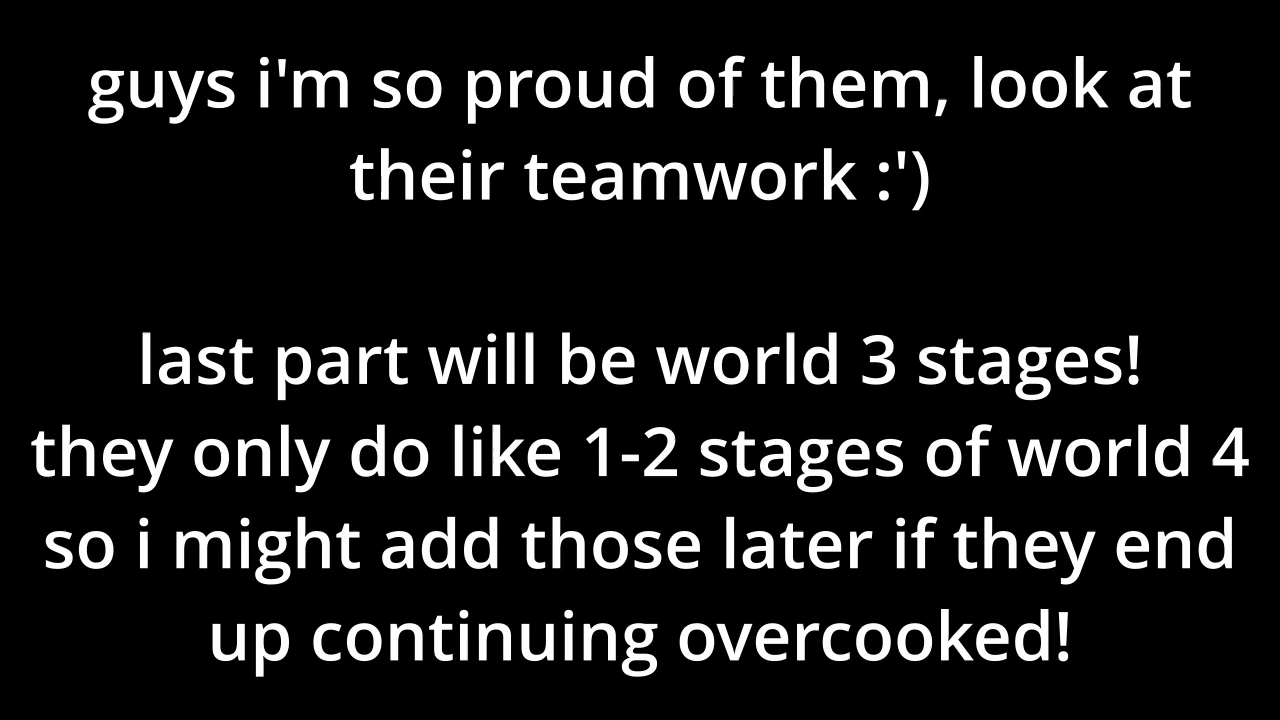 guys i'm so proud of them, look at
their teamwork :')
last part will be world 3 stages!
they only do like 1-2 stages of world 4
so i might add those later if they end
up continuing overcooked!